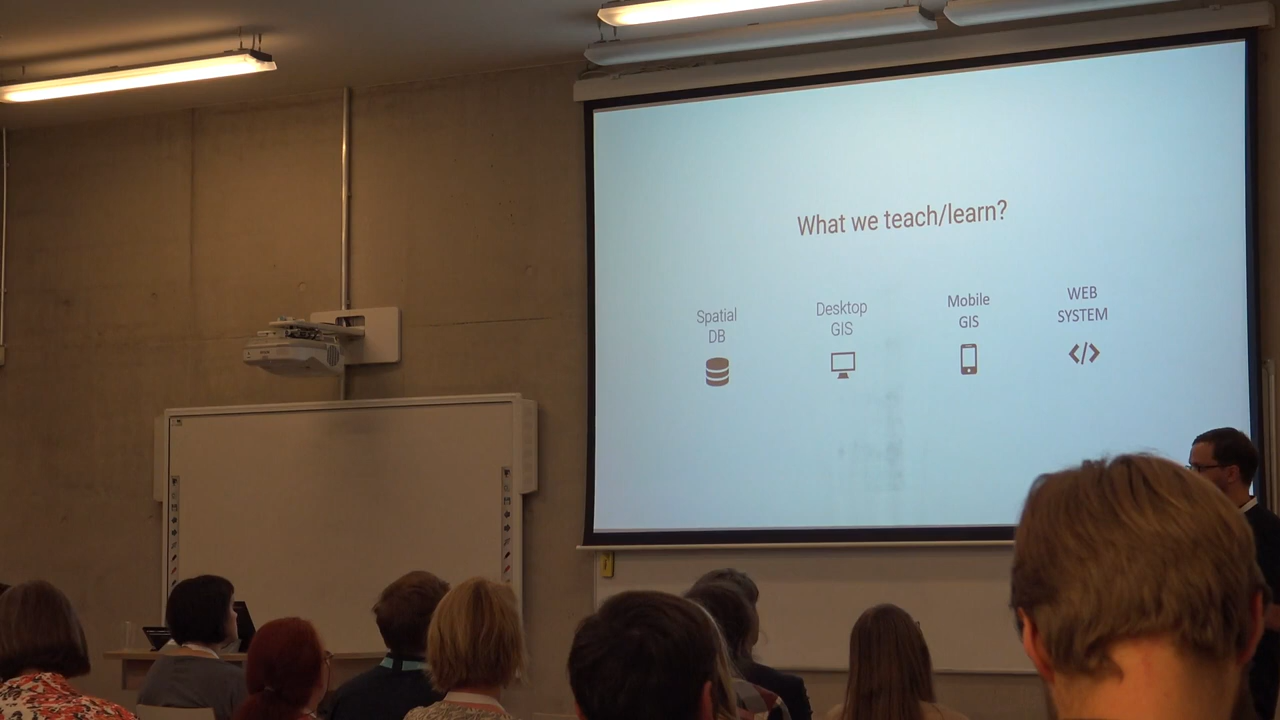 What we teach/learn?
Spatial
DB
Desktop
GIS
Mobile
GIS
WEB
SYSTEM